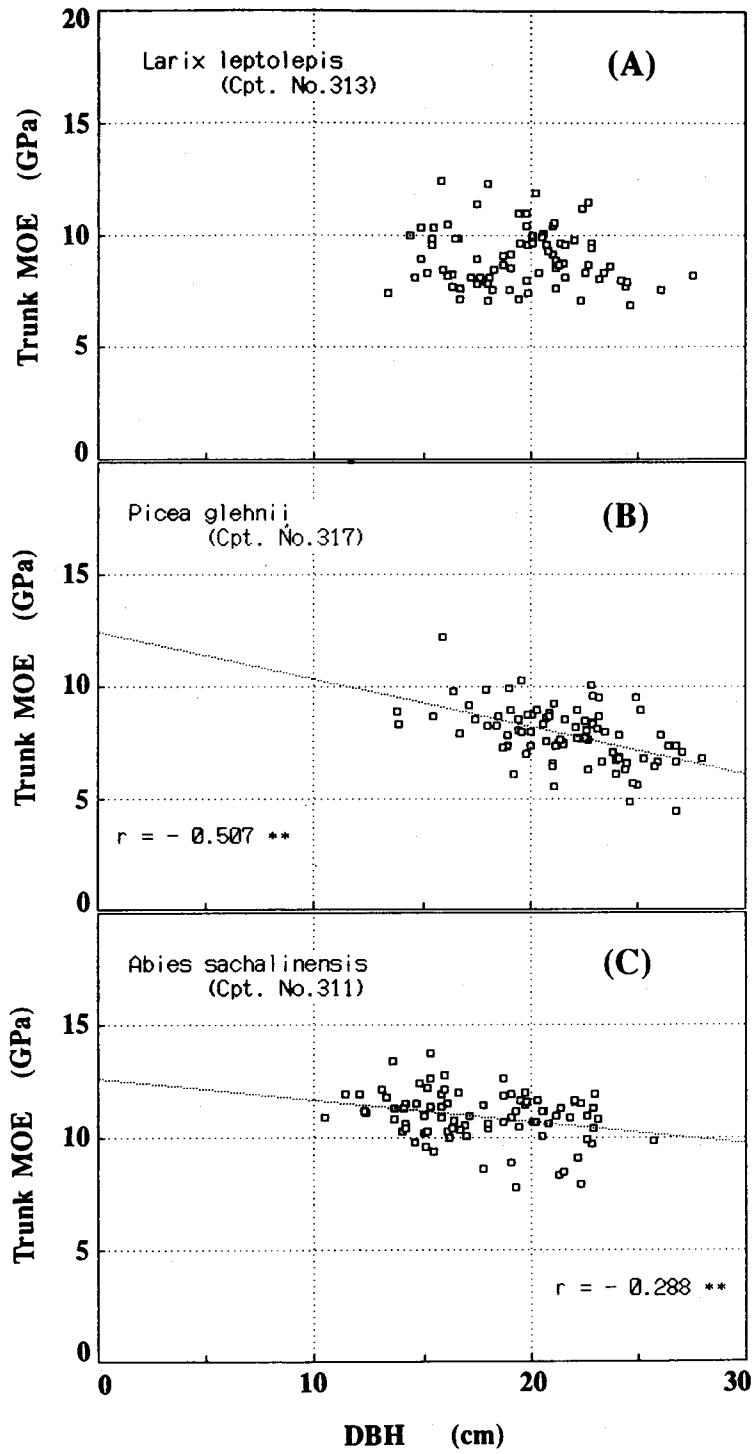 20
15
10
5
0
Trunk MOE (GPa)
Larix leptolepis
(Cpt. No.313)
(A)
15
10
5
0
Trunk MOE (GPa)
Picea glehnii
(Cpt. No.317)
(B)
r = - 0.507 **
15
10
5
0
Trunk MOE (GPa)
Abies sachalinensis
(Cpt. No.311)
(C)
r = - 0.288 **
0 10 20 30
DBH (cm)